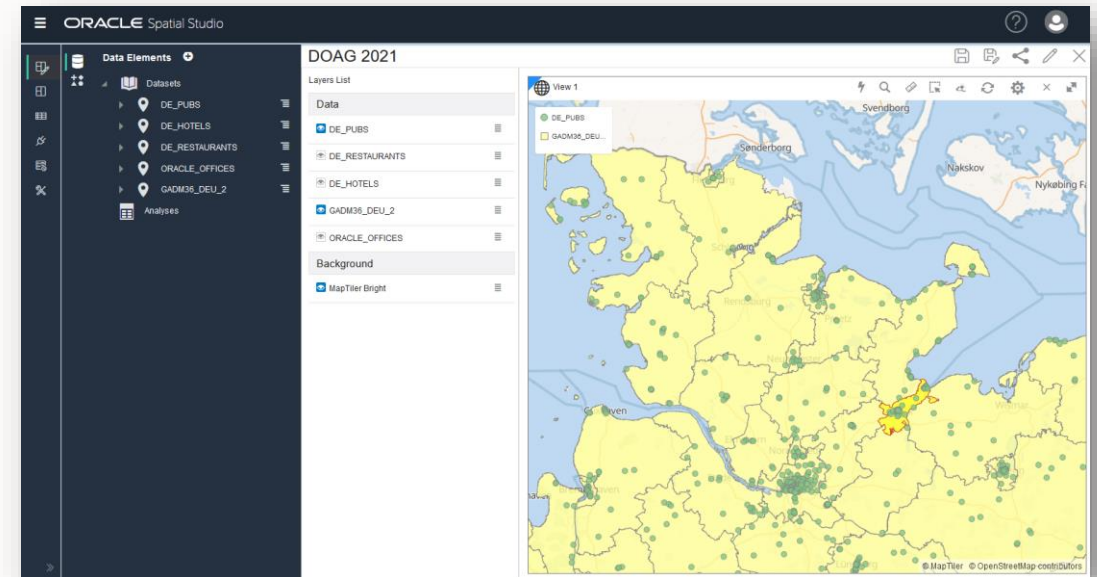 ORACLE Spatial Studio
Data Elements
Datasets
DE_PUBS
DE_HOTELS
DE_RESTAURANTS
ORACLE_OFFICES
GADM36_DEU_2
Analyses
DOAG 2021
Layers List
Data
DE_PUBS
DE_RESTAURANTS
DE_HOTELS
GADM36_DEU_2
ORACLE_OFFICES
Background
MapTiler Bright
View 1
DE_PUBS
GADM36_DEU...
Svendborg
Sønderborg
Nakskov
Nykøbing
Rendsburg
© MapTiler © OpenStreetMap contributors